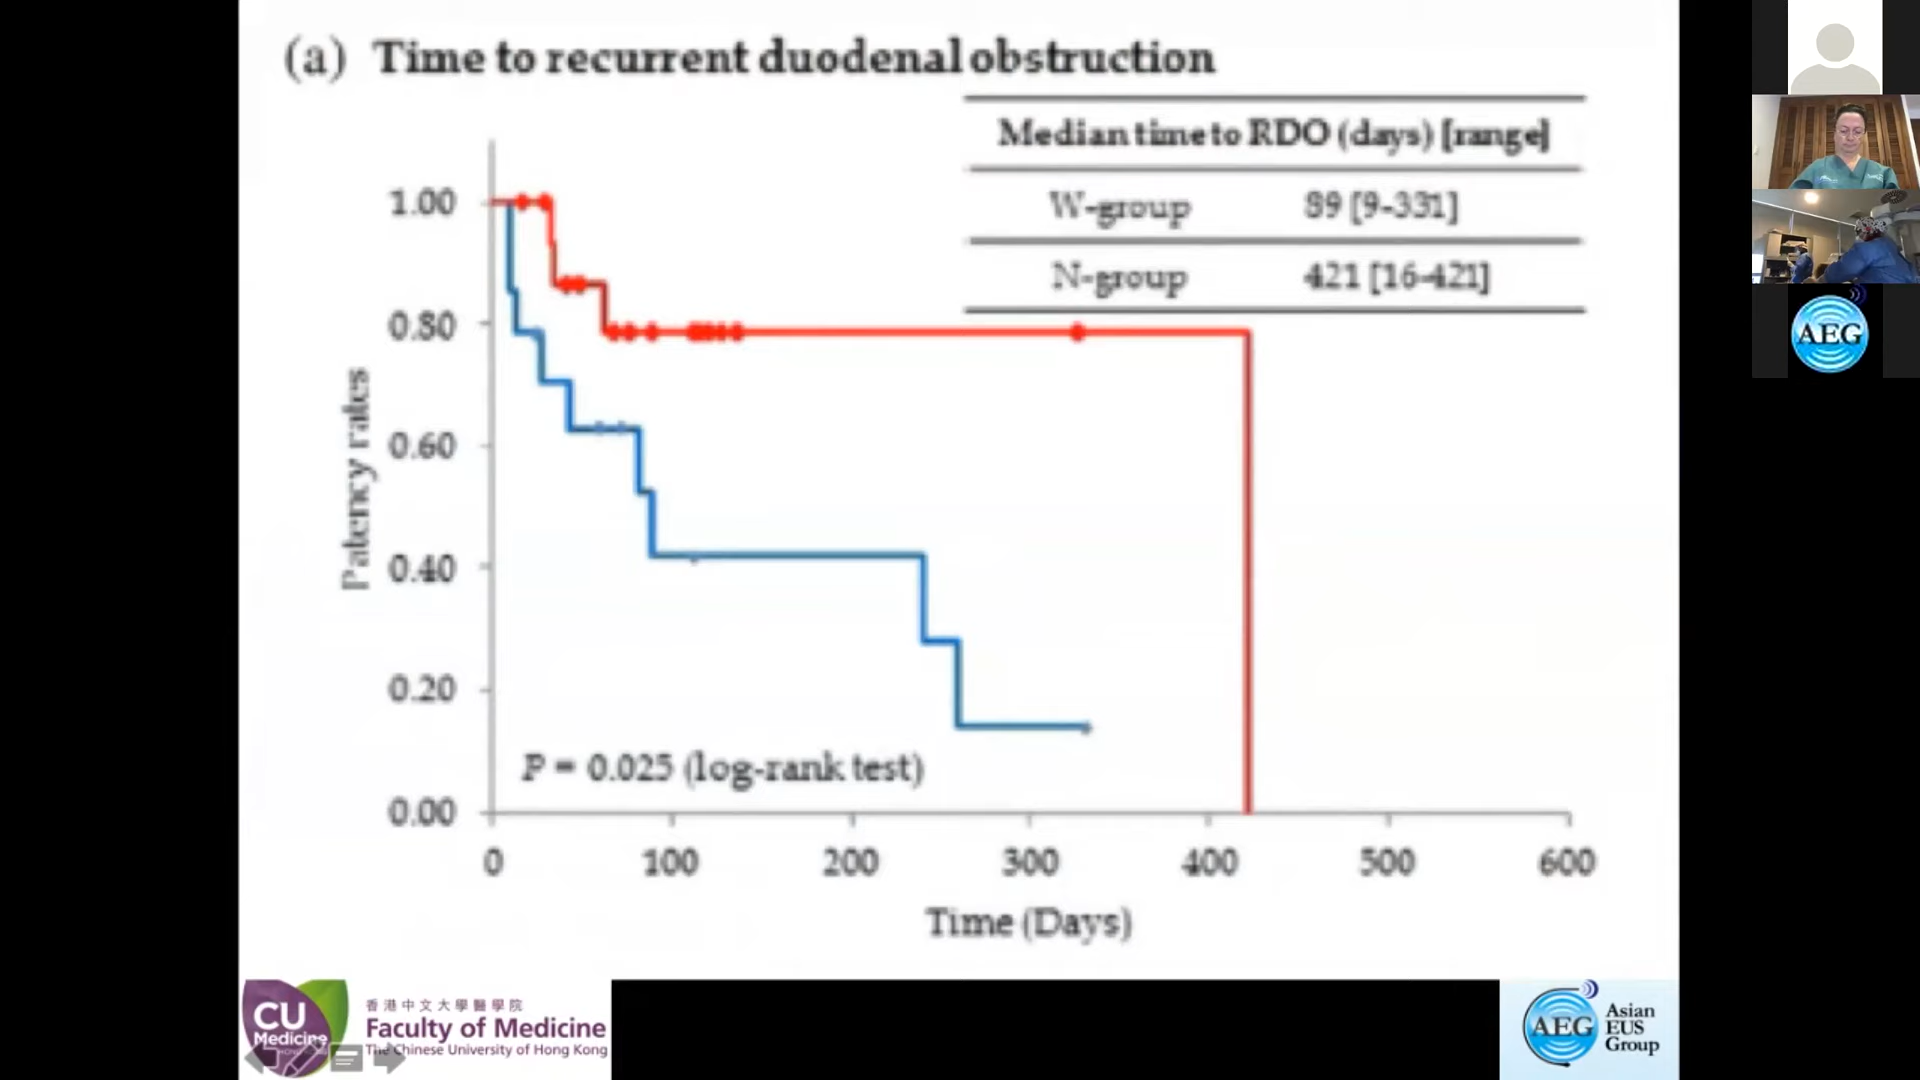 (a) Time to recurrent duodenal obstruction
Median time to RDO (days) [range]
W-group 89 [9-331]
N-group 421 [16-421]
Patency rates
1.00
0.80
0.60
0.40
0.20
0.00
P = 0.025 (log-rank test)
0 100 200 300 400 500 600
Time (Days)
CU
Medicine
HONG KONG
香港中文大學醫學院
Faculty of Medicine
The Chinese University of Hong Kong
AEG
Asian
EUS
Group
AEG